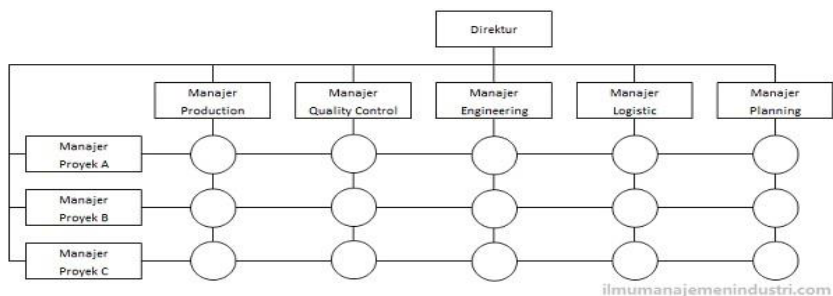 Direktur
Manajer
Production
Manajer
Quality Control
Manajer
Engineering
Manajer
Logistic
Manajer
Planning
Manajer
Proyek A
Manajer
Proyek B
Manajer
Proyek C
ilmumanajemenindustri.com